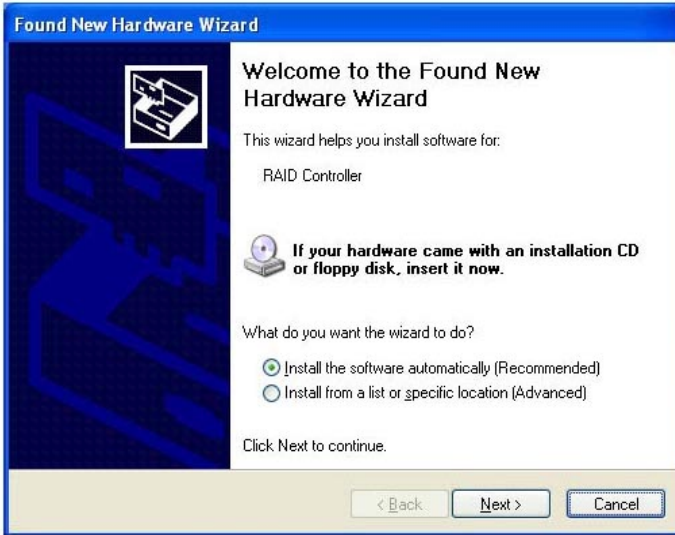 Found New Hardware Wizard
Welcome to the Found New
Hardware Wizard
This wizard helps you install software for:
RAID Controller
If your hardware came with an installation CD
or floppy disk, insert it now.
What do you want the wizard to do?
Install the software automatically (Recommended)
Install from a list or specific location (Advanced)
Click Next to continue.
< Back
Next >
Cancel